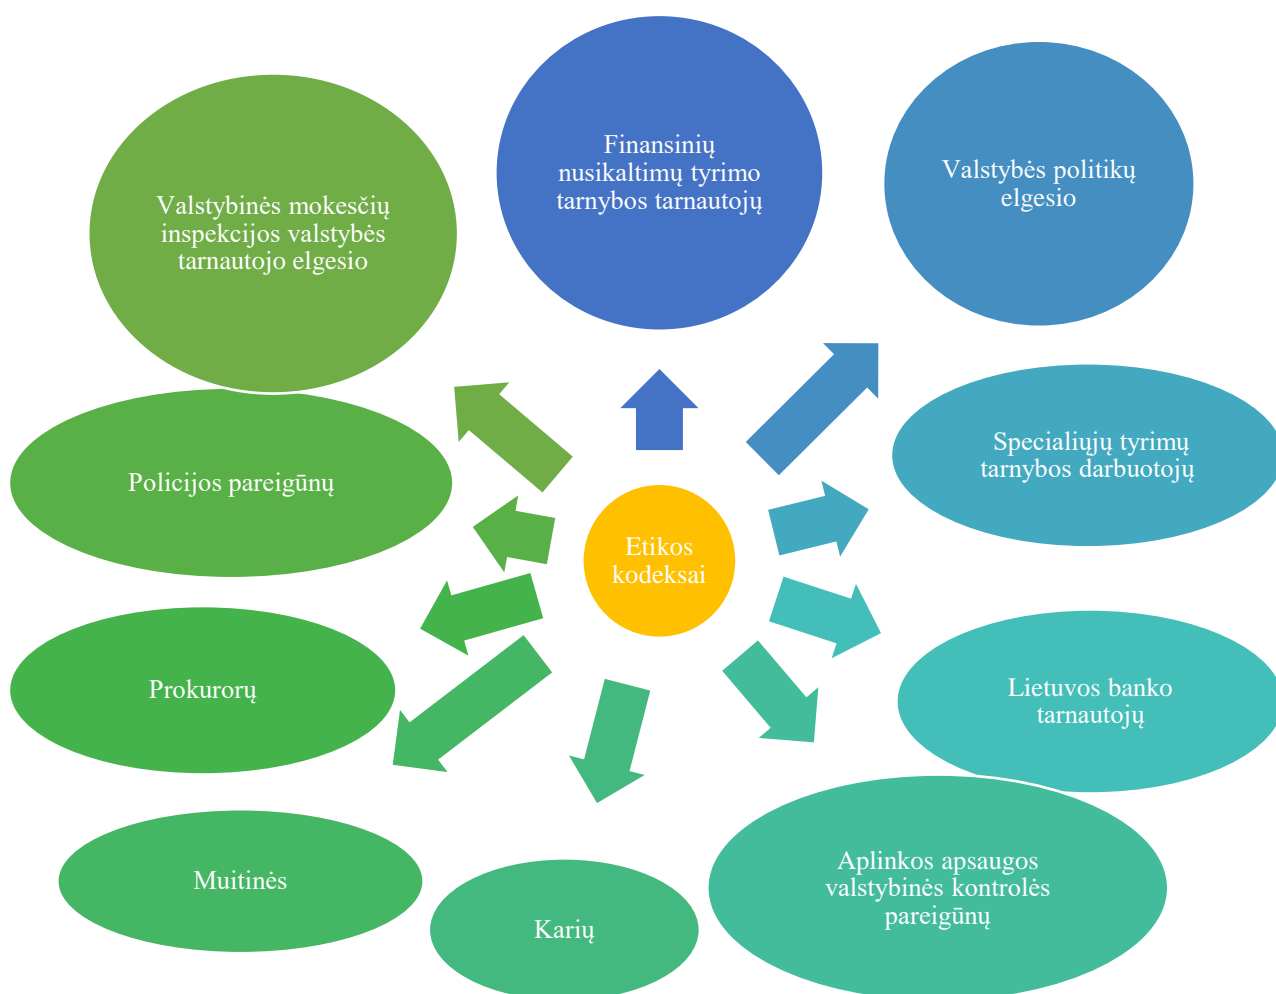 Finansinių
nusikaltimų tyrimo
tarnybos tarnautojų
Valstybės politikų
elgesio
Valstybinės mokesčių
inspekcijos valstybės
tarnautojo elgesio
Specialiųjų tyrimų
tarnybos darbuotojų
Policijos pareigūnų
Etikos
kodeksai
Prokurorų
Lietuvos banko
tarnautojų
Muitinės
Karių
Aplinkos apsaugos
valstybinės kontrolės
pareigūnų